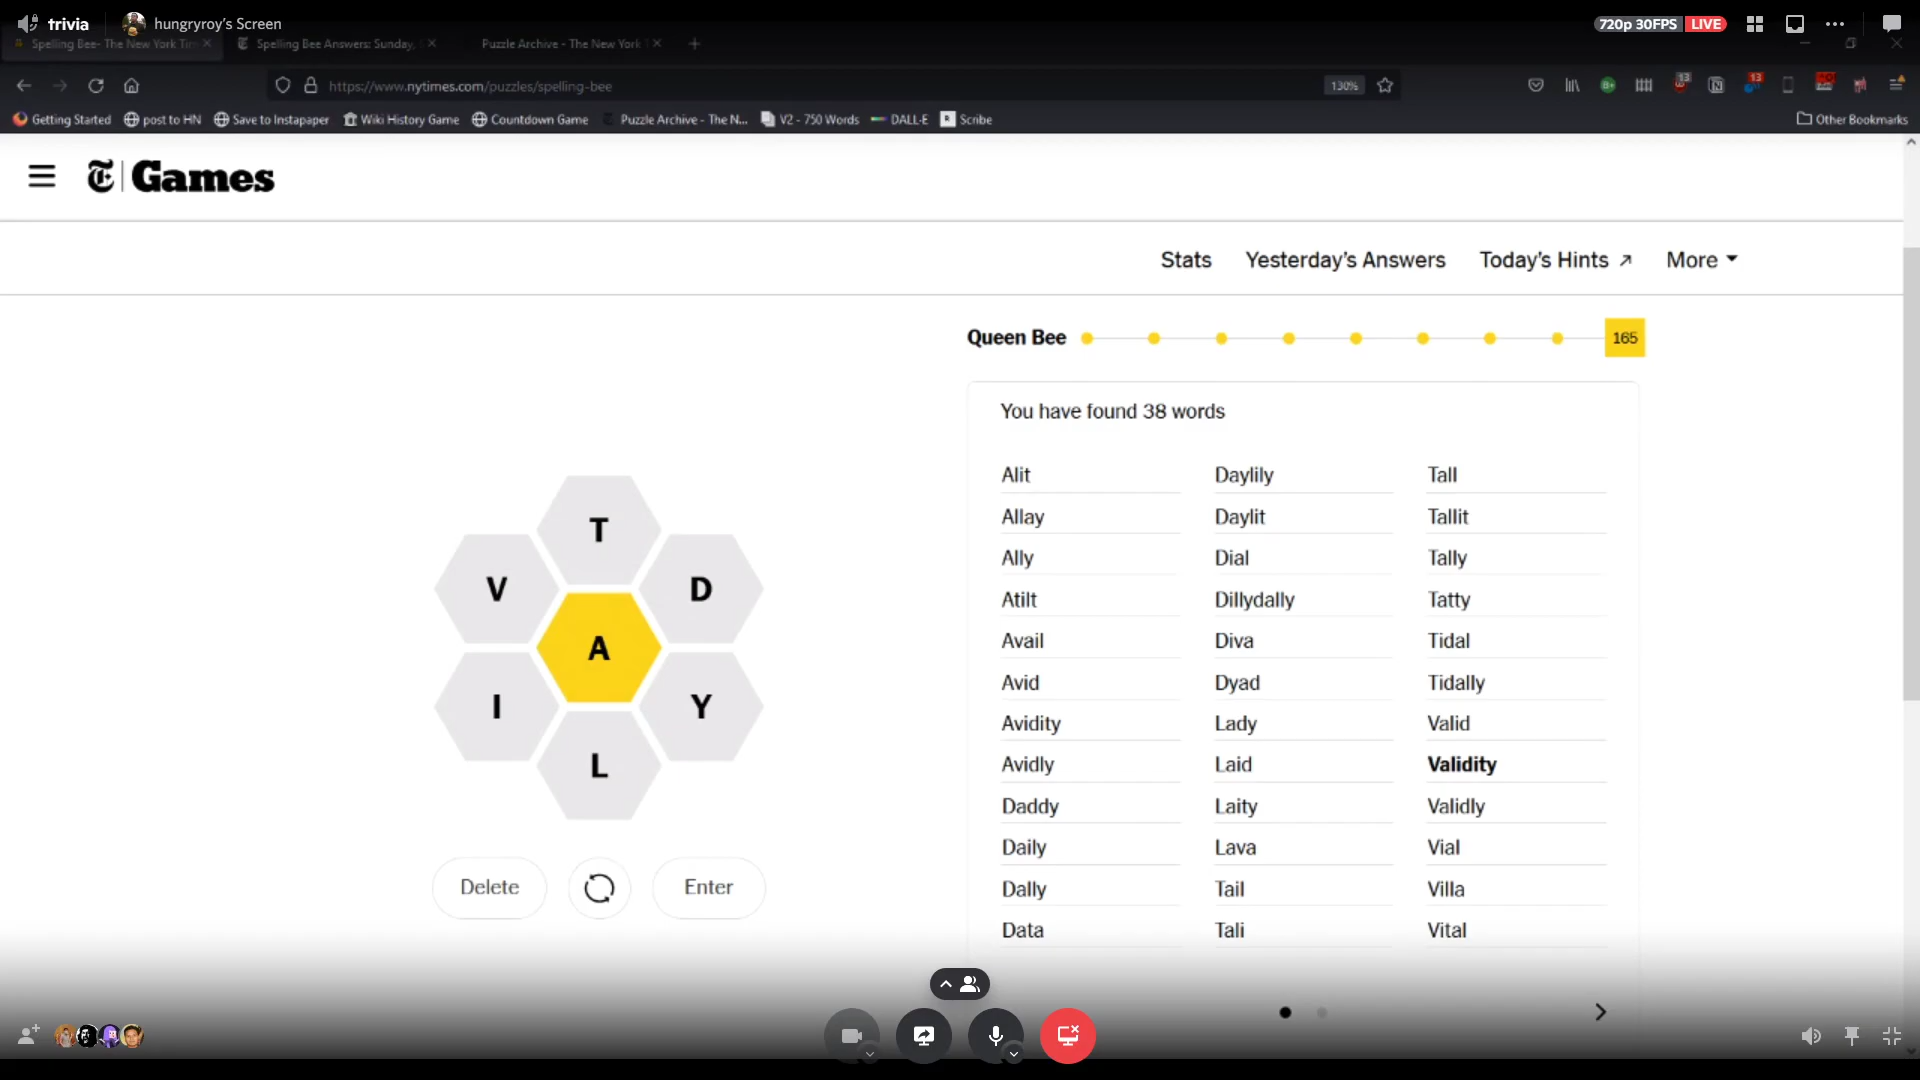 trivia
hungryroy's Screen
720p 30FPS LIVE
Spelling Bee- The New York Tim
Spelling Bee Answers: Sunday,
Puzzle Archive - The New York T
https://www.nytimes.com/puzzles/spelling-bee
130%
13
13
Getting Started
post to HN
Save to Instapaper
Wiki History Game
Countdown Game
Puzzle Archive - The N...
V2 - 750 Words
DALL-E
Scribe
Other Bookmarks
Games
Stats
Yesterday's Answers
Today's Hints
More
Queen Bee
165
You have found 38 words
T
V
D
A
I
Y
L
Delete
Enter
Alit
Allay
Ally
Atilt
Avail
Avid
Avidity
Avidly
Daddy
Daily
Dally
Data
Daylily
Daylit
Dial
Dillydally
Diva
Dyad
Lady
Laid
Laity
Lava
Tail
Tali
Tall
Tallit
Tally
Tatty
Tidal
Tidally
Valid
Validity
Validly
Vial
Villa
Vital